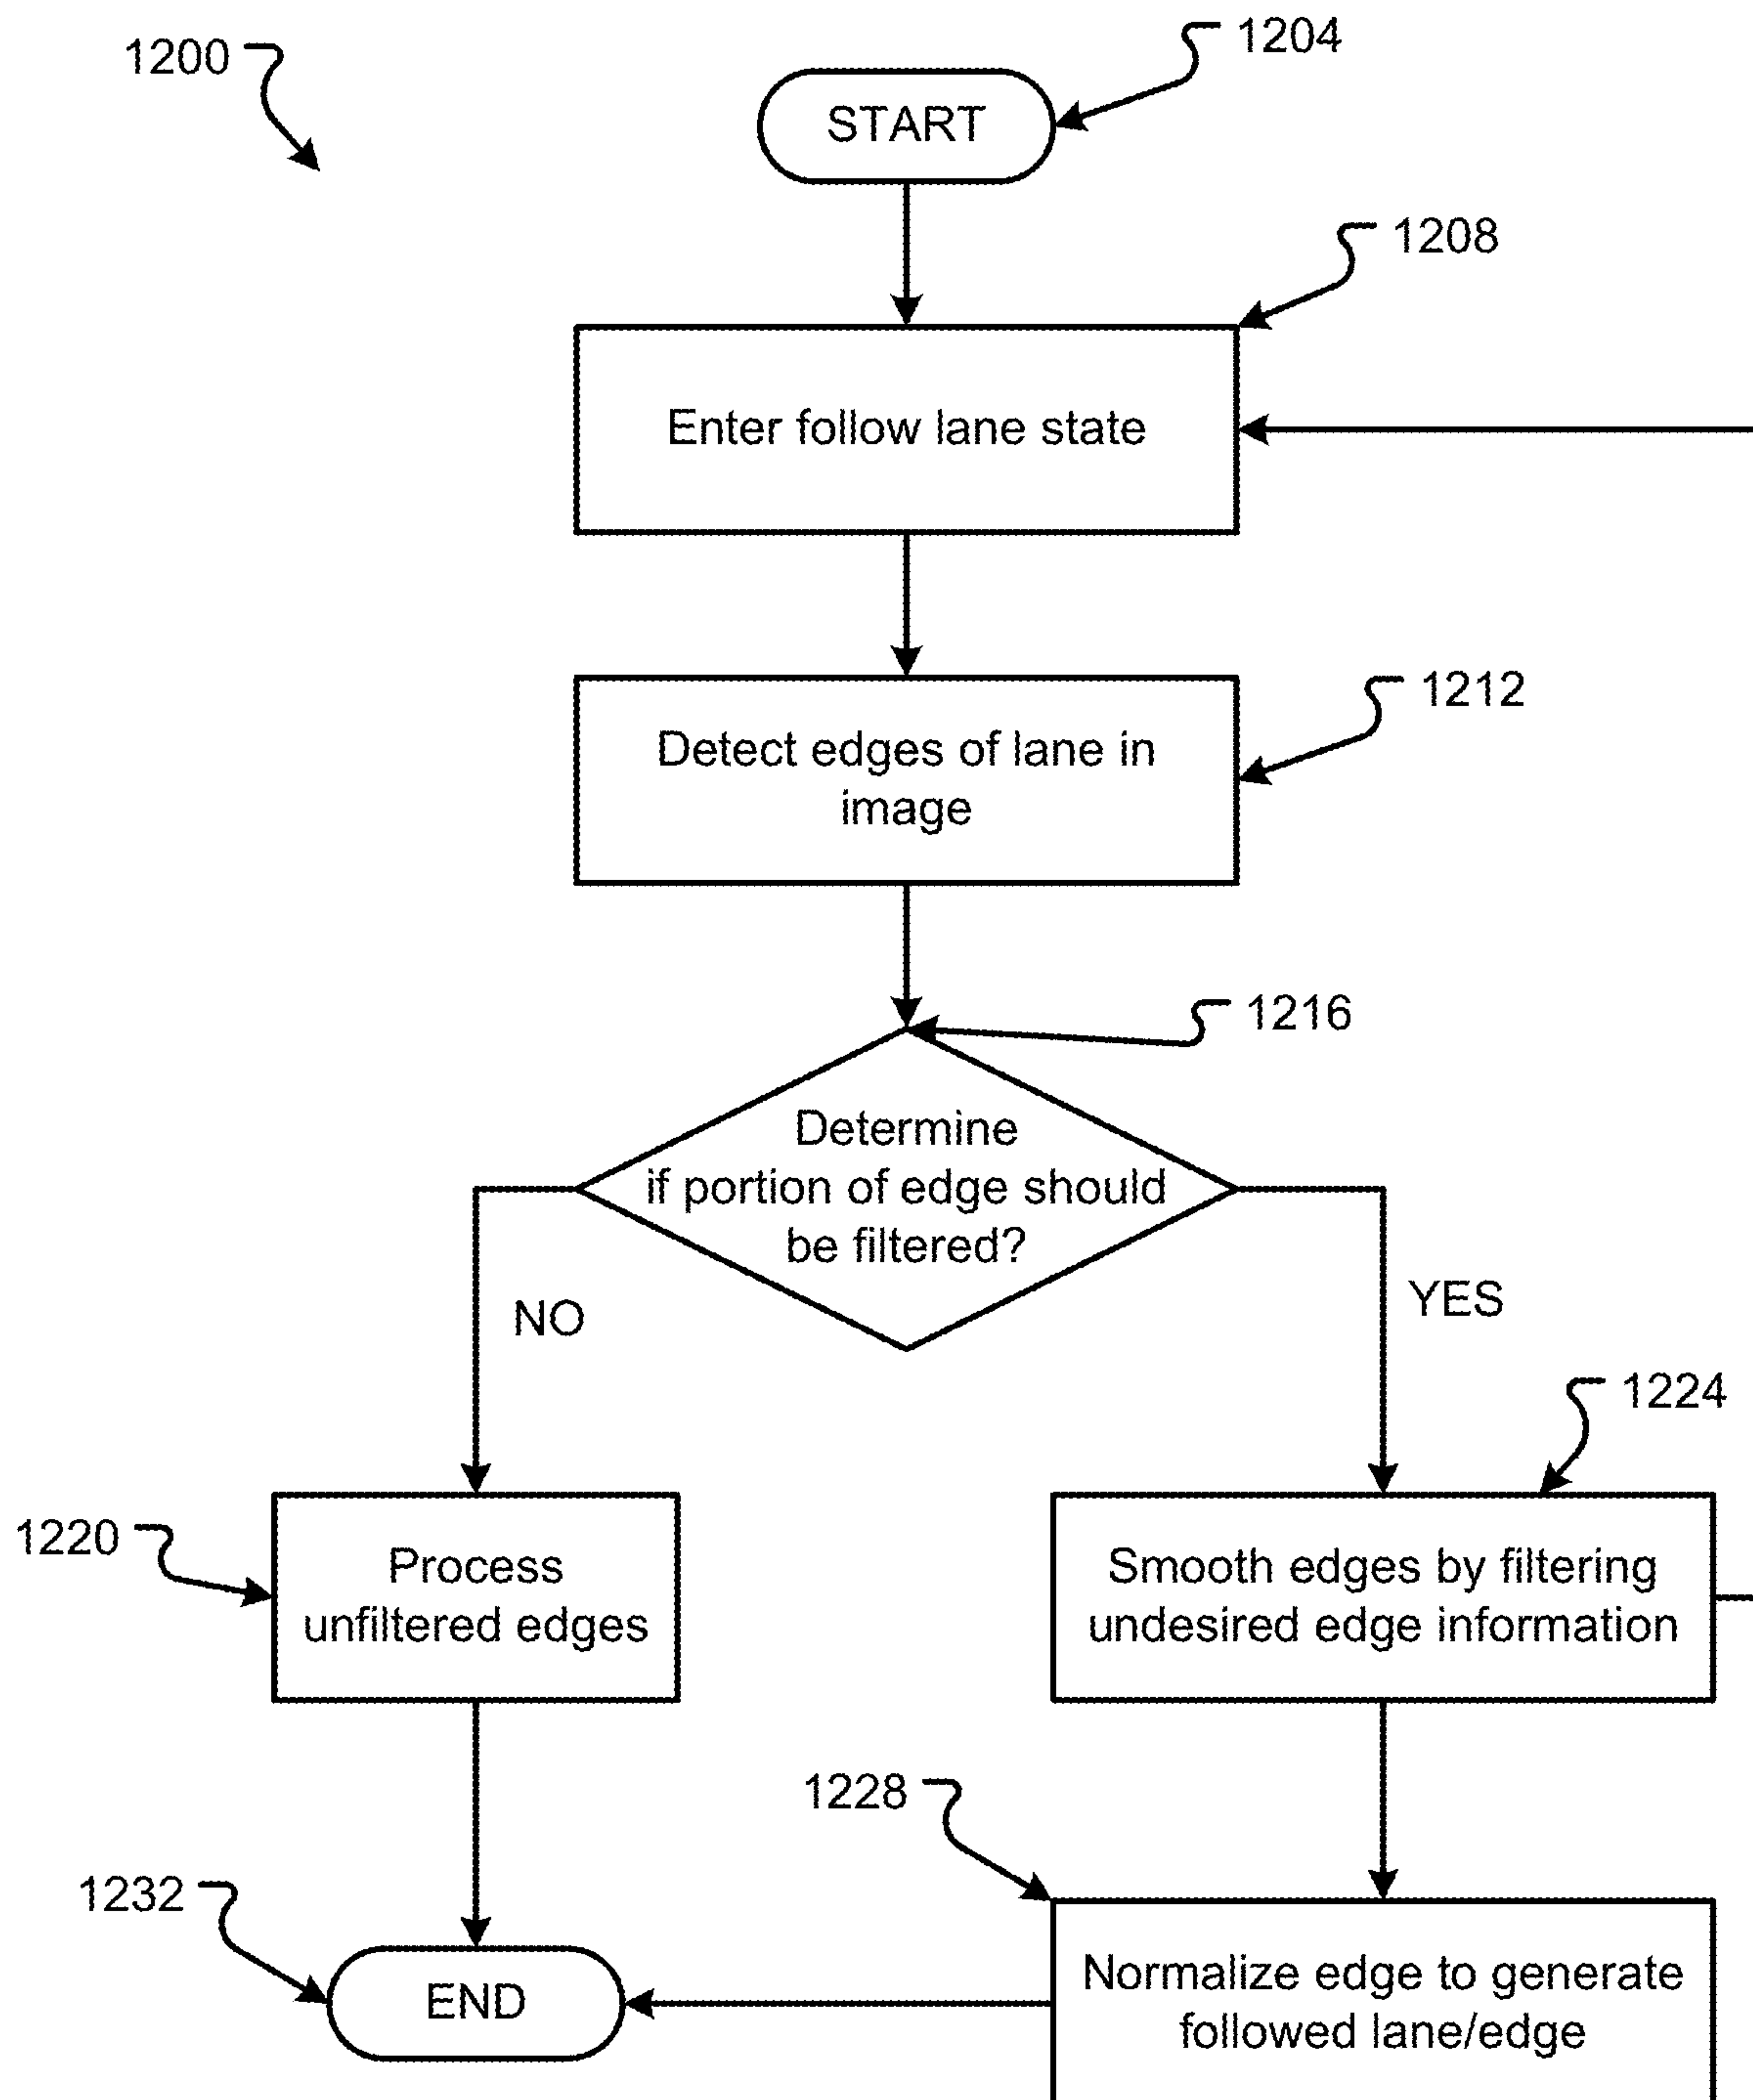 1200
1204
START
1208
Enter follow lane state
1212
Detect edges of lane in
image
1216
Determine
if portion of edge should
be filtered?
NO
YES
1224
1220
Process
unfiltered edges
Smooth edges by filtering
undesired edge information
1228
1232
END
Normalize edge to generate
followed lane/edge